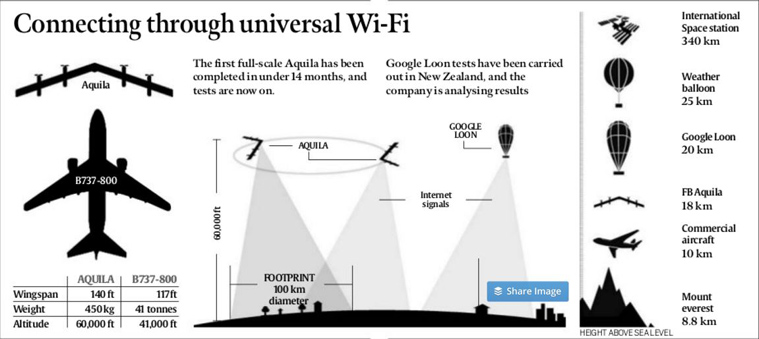 Connecting through universal Wi-Fi
Aquila
B737-800
AQUILA B737-800
Wingspan 140 ft 117ft
Weight 450 kg 41 tonnes
Altitude 60,000 ft 41,000 ft
The first full-scale Aquila has been
completed in under 14 months, and
tests are now on.
Google Loon tests have been carried
out in New Zealand, and the
company is analysing results
AQUILA
GOOGLE
LOON
Internet
signals
60,000 ft
FOOTPRINT
100 km
diameter
Share Image
International
Space station
340 km
Weather
balloon
25 km
Google Loon
20 km
FB Aquila
18 km
Commercial
aircraft
10 km
Mount
everest
8.8 km
HEIGHT ABOVE SEA LEVEL